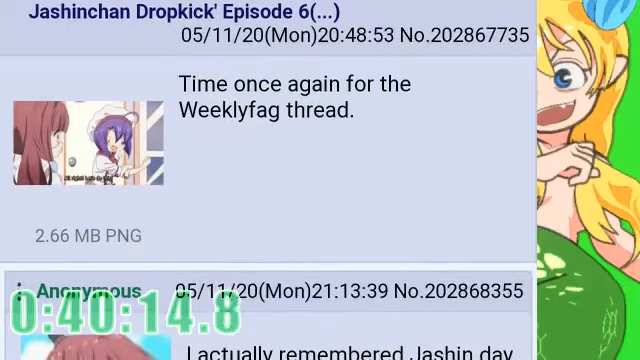 Jashinchan Dropkick' Episode 6(...)
05/11/20(Mon)20:48:53 No.202867735
Time once again for the
Weeklyfag thread.
2.66 MB PNG
Anonymous 05/11/20(Mon)21:13:39 No.202868355
0:40:14.8
I actually remembered Jashin day